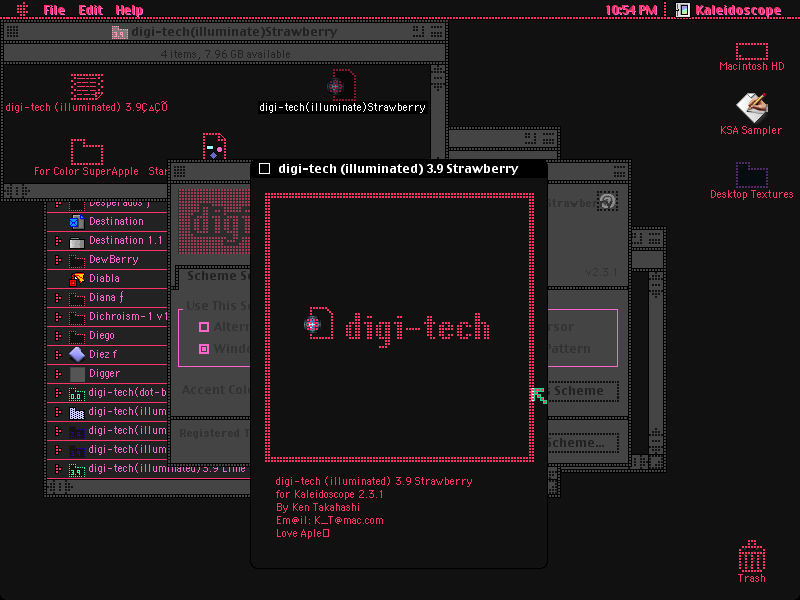 File Edit Help
10:54 PM
Kaleidoscope
digi-tech(illuminate)Strawberry
4 items, 7.96 GB available
digi-tech (illuminated) 3.9ÇaÇÖ
digi-tech(illuminate)Strawberry
For Color SuperApple
Macintosh HD
KSA Sampler
Desktop Textures
Trash
Destination
Destination 1.1
DewBerry
Diabla
Diana ƒ
Dichroism-1 v1
Diego
Diez f
Digger
digi-tech(dot-b
digi-tech(illum
digi-tech(illum
digi-tech(illum
digi-tech(illuminated)3.9 Lime
v2.3.1
Scheme S
Use This S
Altern
Windo
Accent Colo
Registered T
Pattern
Scheme
Scheme...
digi-tech (illuminated) 3.9 Strawberry
digi-tech
digi-tech (illuminated) 3.9 Strawberry
for Kaleidoscope 2.3.1
By Ken Takahashi
Em@il: K_T@mac.com
Love Aple